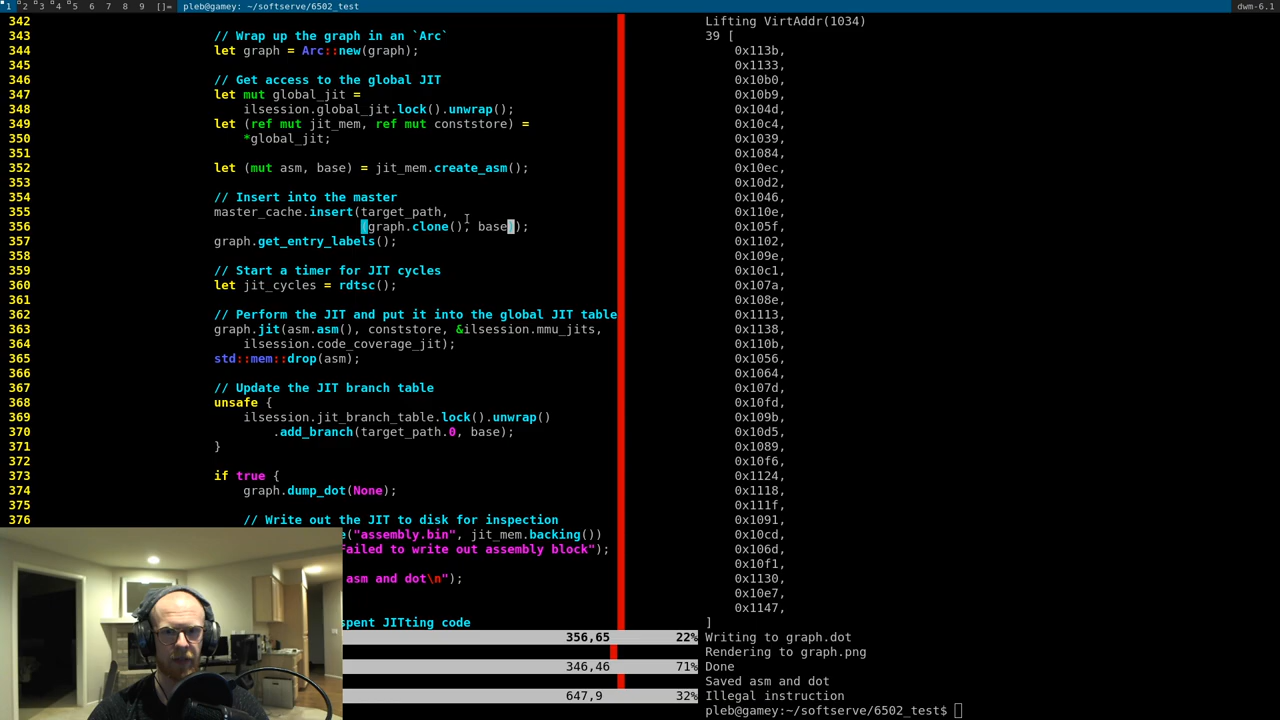 1 2 3 4 5 6 7 8 9 []= pleb@gamey: ~/softserve/6502_test dwm-6.1
342
343 // Wrap up the graph in an `Arc`
344 let graph = Arc::new(graph);
345
346 // Get access to the global JIT
347 let mut global_jit =
348 ilsession.global_jit.lock().unwrap();
349 let (ref mut jit_mem, ref mut conststore) =
350 *global_jit;
351
352 let (mut asm, base) = jit_mem.create_asm();
353
354 // Insert into the master
355 master_cache.insert(target_path,
356 (graph.clone(), base));
357 graph.get_entry_labels();
358
359 // Start a timer for JIT cycles
360 let jit_cycles = rdtsc();
361
362 // Perform the JIT and put it into the global JIT table
363 graph.jit(asm.asm(), conststore, &ilsession.mmu_jits,
364 ilsession.code_coverage_jit);
365 std::mem::drop(asm);
366
367 // Update the JIT branch table
368 unsafe {
369 ilsession.jit_branch_table.lock().unwrap()
370 .add_branch(target_path.0, base);
371 }
372
373 if true {
374 graph.dump_dot(None);
375
376 // Write out the JIT to disk for inspection
e("assembly.bin", jit_mem.backing())
Failed to write out assembly block");
asm and dot\n");
spent JITting code
356,65 22%
346,46 71%
647,9 32%
Lifting VirtAddr(1034)
39 [
0x113b,
0x1133,
0x10b0,
0x10b9,
0x104d,
0x10c4,
0x1039,
0x1084,
0x10ec,
0x10d2,
0x1046,
0x110e,
0x105f,
0x1102,
0x109e,
0x10c1,
0x107a,
0x108e,
0x1113,
0x1138,
0x110b,
0x1056,
0x1064,
0x107d,
0x10fd,
0x109b,
0x10d5,
0x1089,
0x10f6,
0x1124,
0x1118,
0x111f,
0x1091,
0x10cd,
0x106d,
0x10f1,
0x1130,
0x10e7,
0x1147,
]
Writing to graph.dot
Rendering to graph.png
Done
Saved asm and dot
Illegal instruction
pleb@gamey:~/softserve/6502_test$